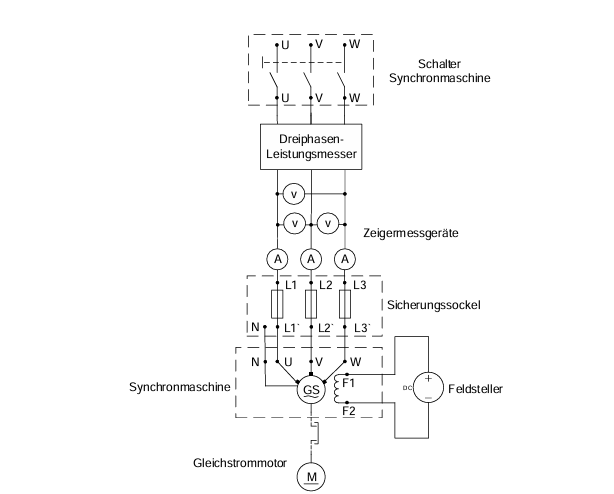 U V W
Schalter
Synchronmaschine
U V W
Dreiphasen-
Leistungsmesser
v
v v
Zeigermessgeräte
A A A
L1 L2 L3
Sicherungssockel
N L1` L2` L3`
N U V W
Synchronmaschine
GS
F1
DC
+
−
Feldsteller
F2
Gleichstrommotor
M